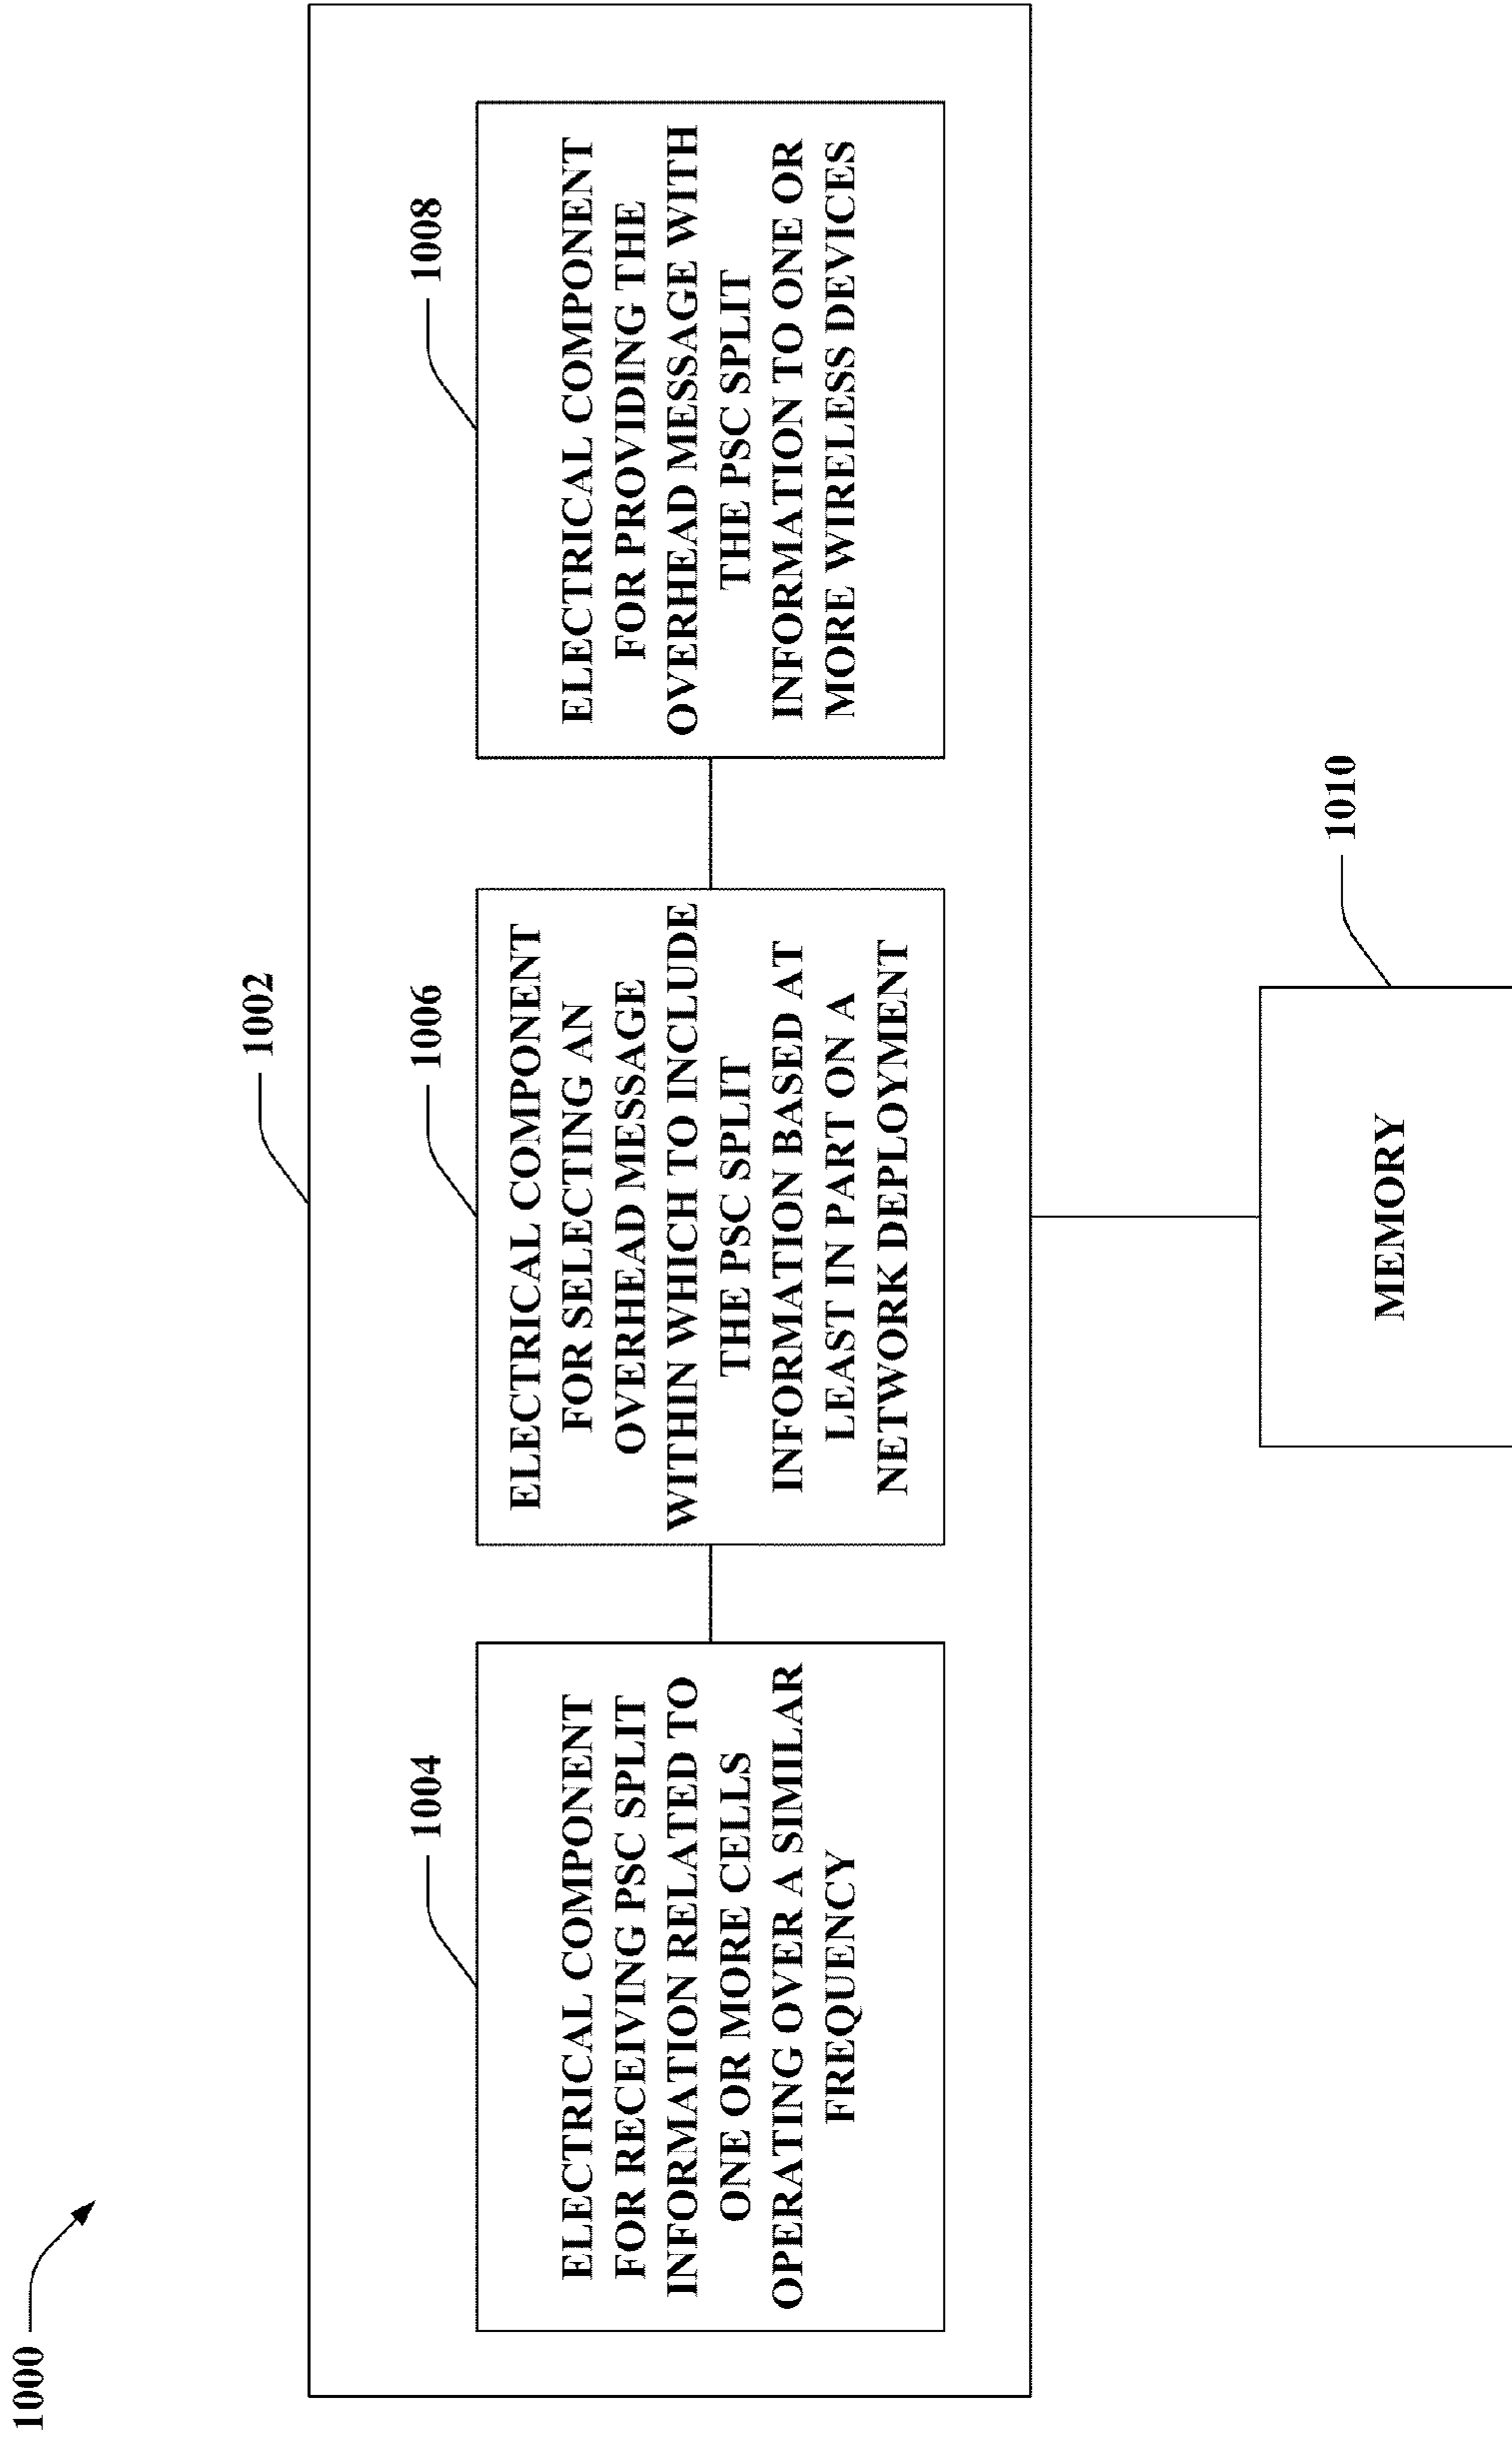 1000
1002
1004
ELECTRICAL COMPONENT
FOR RECEIVING PSC SPLIT
INFORMATION RELATED TO
ONE OR MORE CELLS
OPERATING OVER A SIMILAR
FREQUENCY
1006
ELECTRICAL COMPONENT
FOR SELECTING AN
OVERHEAD MESSAGE
WITHIN WHICH TO INCLUDE
THE PSC SPLIT
INFORMATION BASED AT
LEAST IN PART ON A
NETWORK DEPLOYMENT
1008
ELECTRICAL COMPONENT
FOR PROVIDING THE
OVERHEAD MESSAGE WITH
THE PSC SPLIT
INFORMATION TO ONE OR
MORE WIRELESS DEVICES
1010
MEMORY